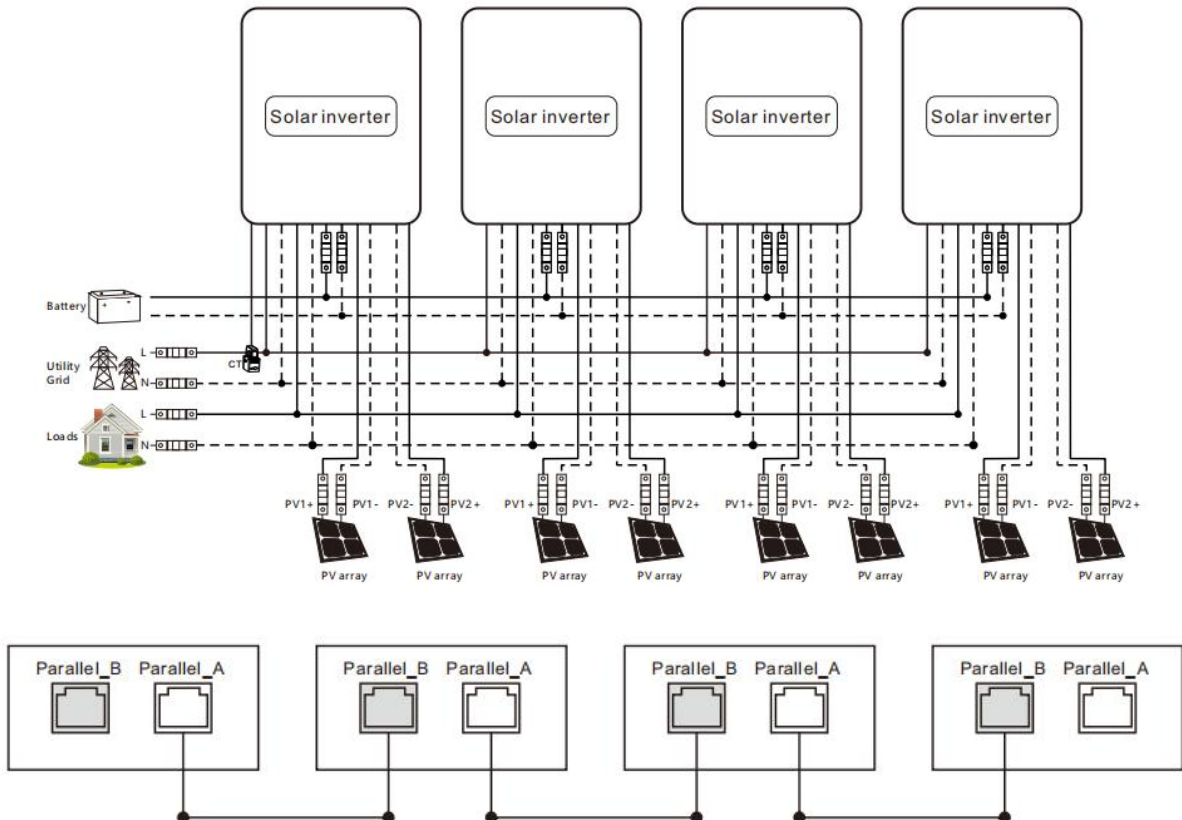 Solar inverter Solar inverter Solar inverter Solar inverter
Battery
L
CT
Utility
Grid
N
L
Loads
N
PV1+ PV1- PV2- PV2+ PV1+ PV1- PV2- PV2+ PV1+ PV1- PV2- PV2+ PV1+ PV1- PV2- PV2+
PV array PV array PV array PV array PV array PV array PV array PV array
Parallel_B Parallel_A Parallel_B Parallel_A Parallel_B Parallel_A Parallel_B Parallel_A